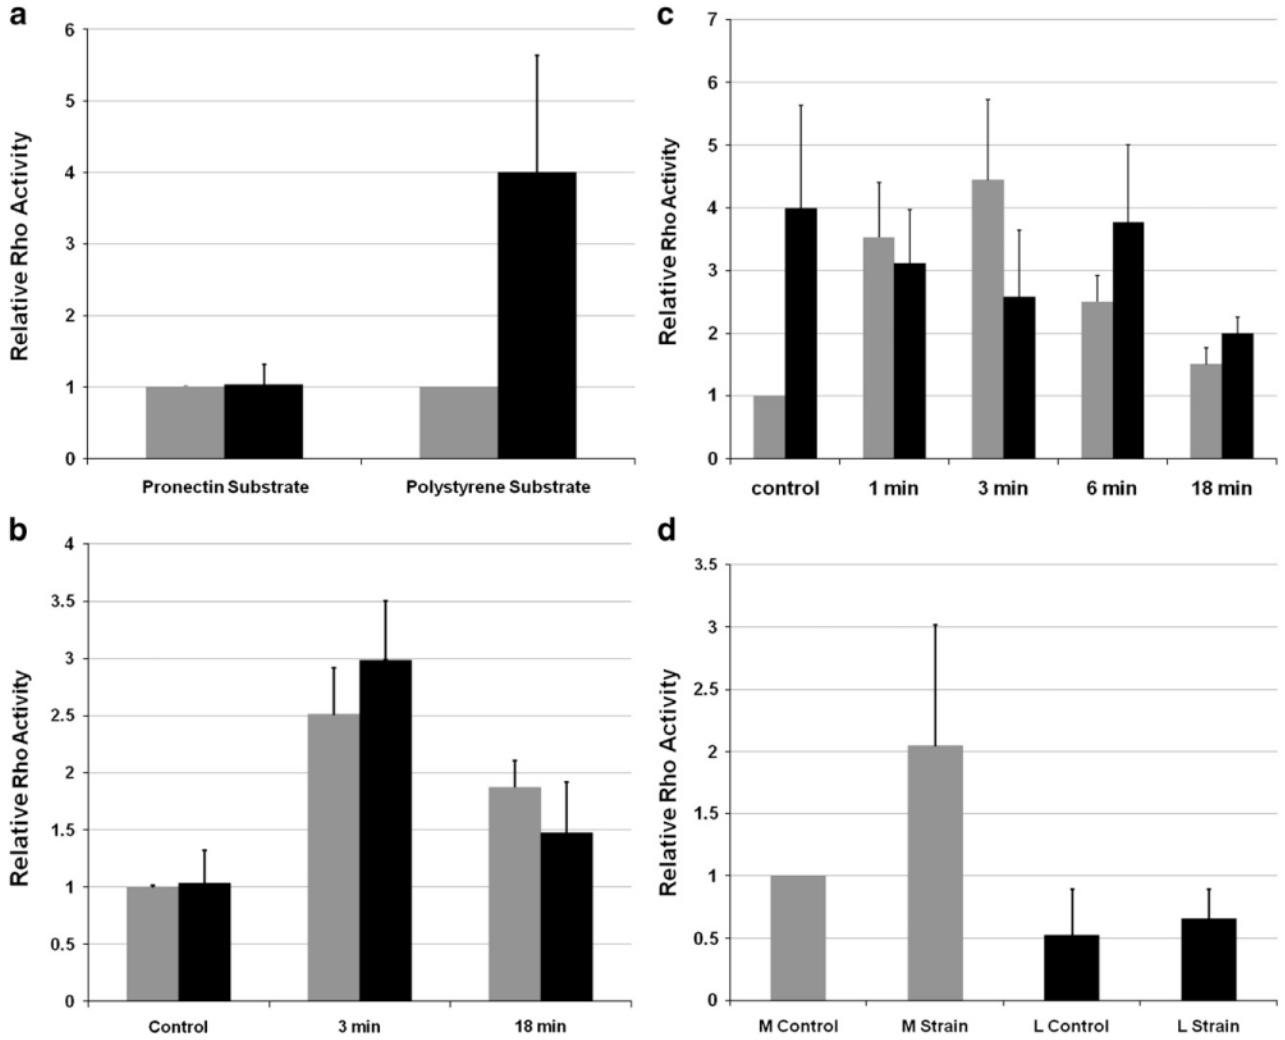 a
Relative Rho Activity
6
5
4
3
2
1
0
Pronectin Substrate
Polystyrene Substrate
c
Relative Rho Activity
7
6
5
4
3
2
1
0
control
1 min
3 min
6 min
18 min
b
Relative Rho Activity
4
3.5
3
2.5
2
1.5
1
0.5
0
Control
3 min
18 min
d
Relative Rho Activity
3.5
3
2.5
2
1.5
1
0.5
0
M Control
M Strain
L Control
L Strain